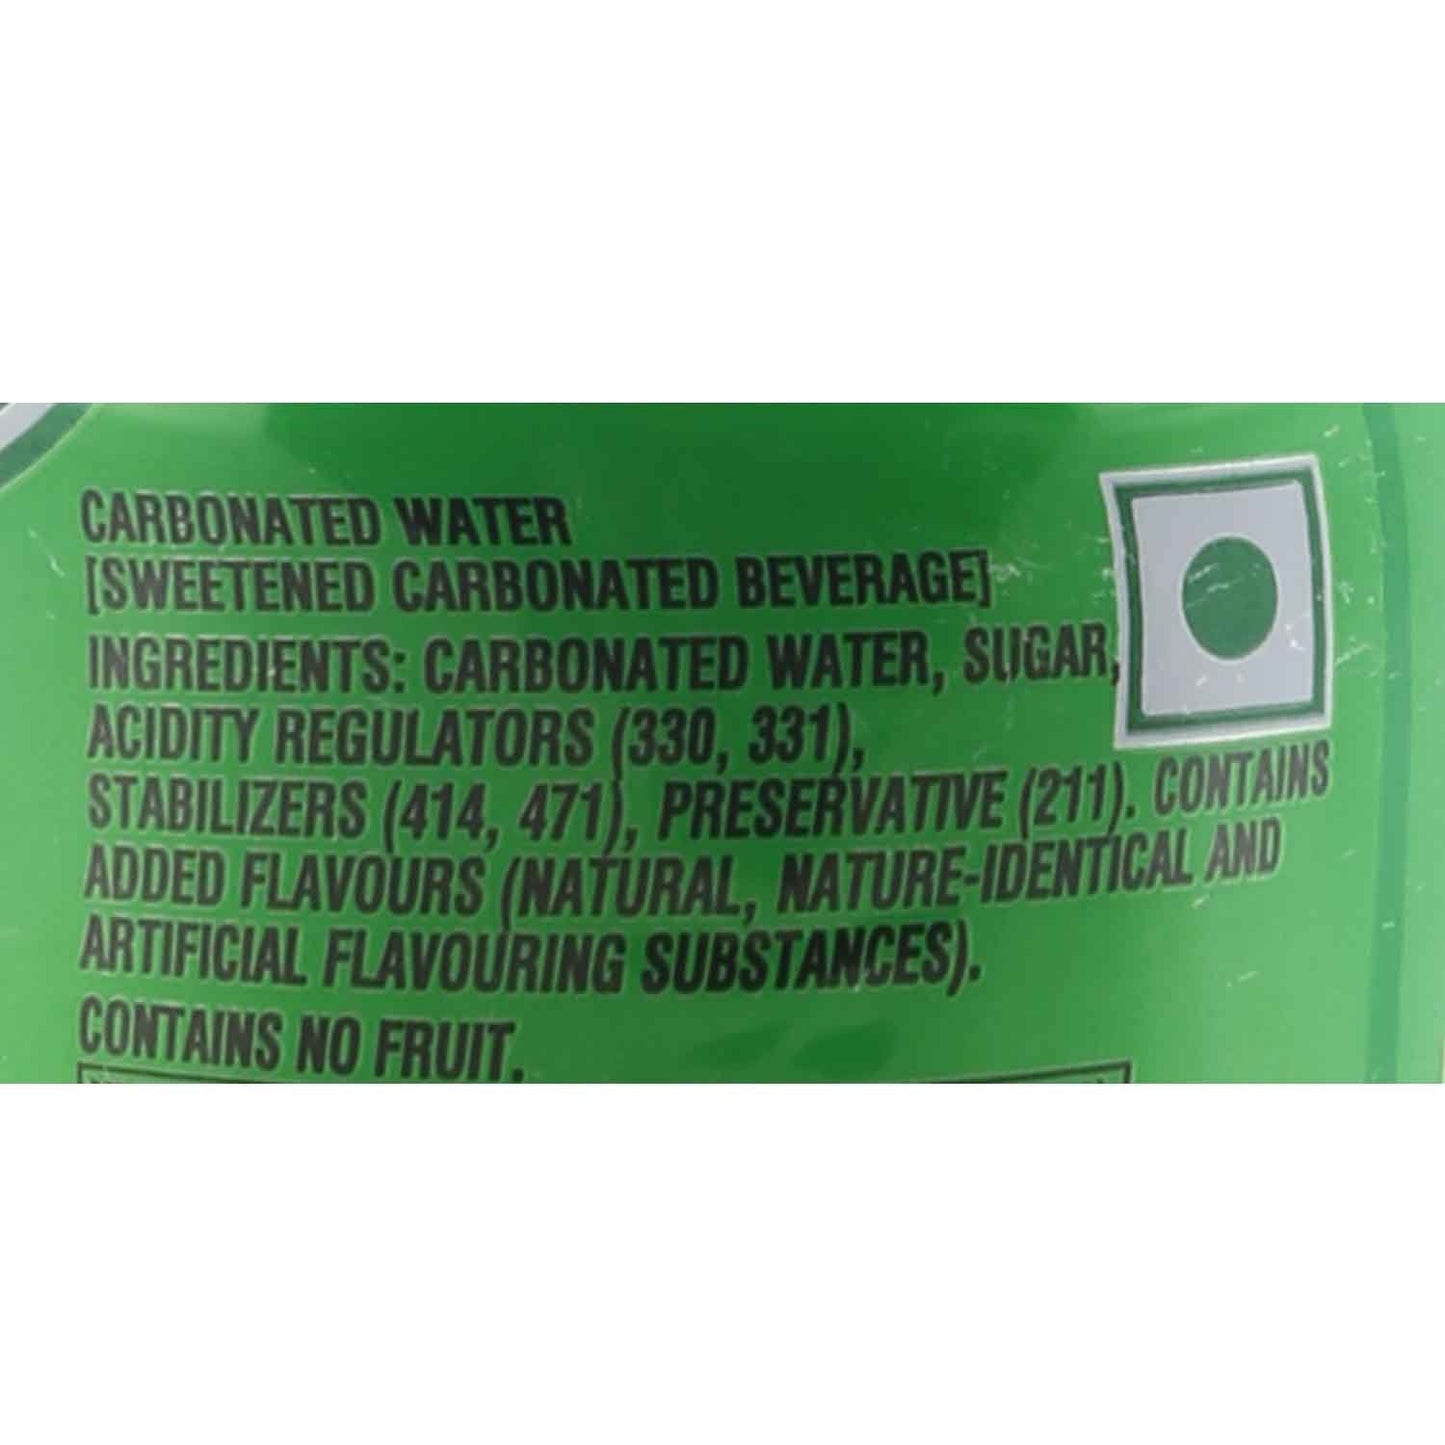 CARBONATED WATER
[SWEETENED CARBONATED BEVERAGE]
INGREDIENTS: CARBONATED WATER, SUGAR,
ACIDITY REGULATORS (330, 331),
STABILIZERS (414, 471), PRESERVATIVE (211). CONTAINS
ADDED FLAVOURS (NATURAL, NATURE-IDENTICAL AND
ARTIFICIAL FLAVOURING SUBSTANCES).
CONTAINS NO FRUIT.